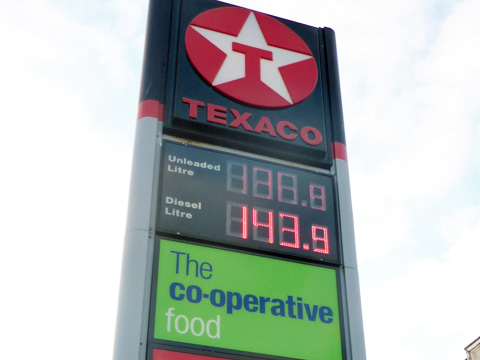 TEXACO
Unleaded
Litre
Diesel
Litre
143.9
The
co-operative
food